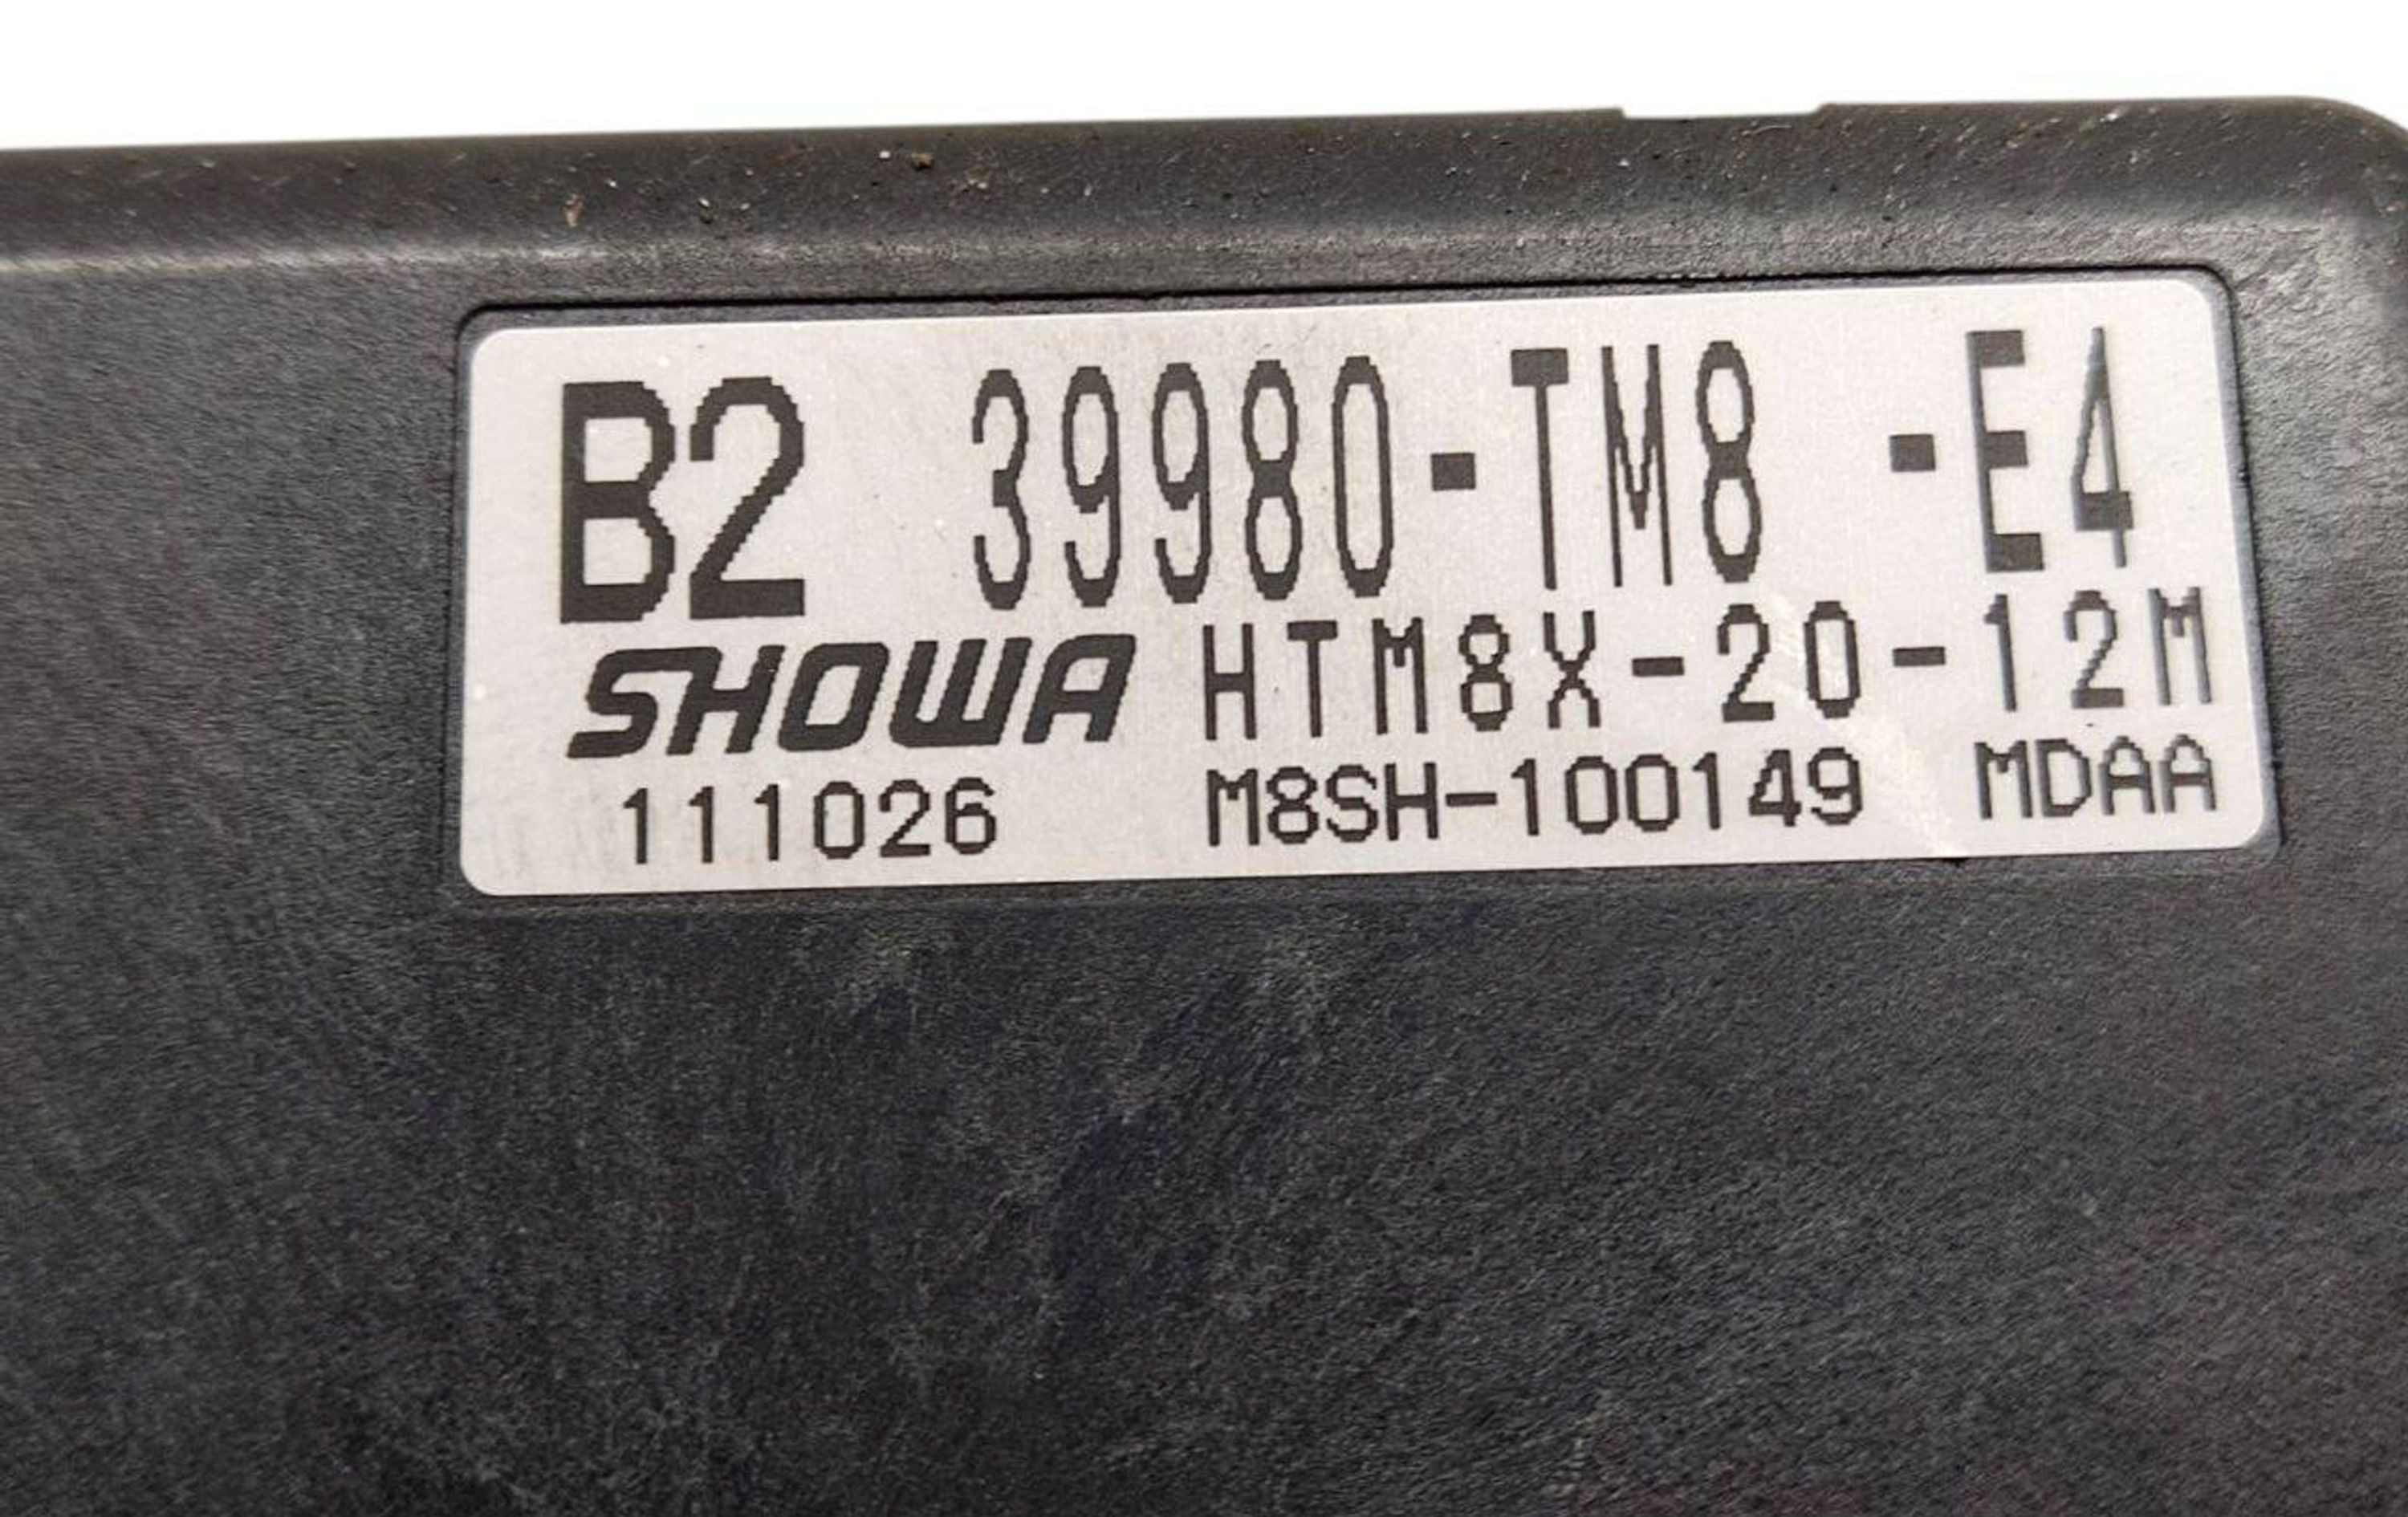 B2 39980-TM8 -E4
SHOWA HTM8X-20-12M
111026 M8SH-100149 MDAA